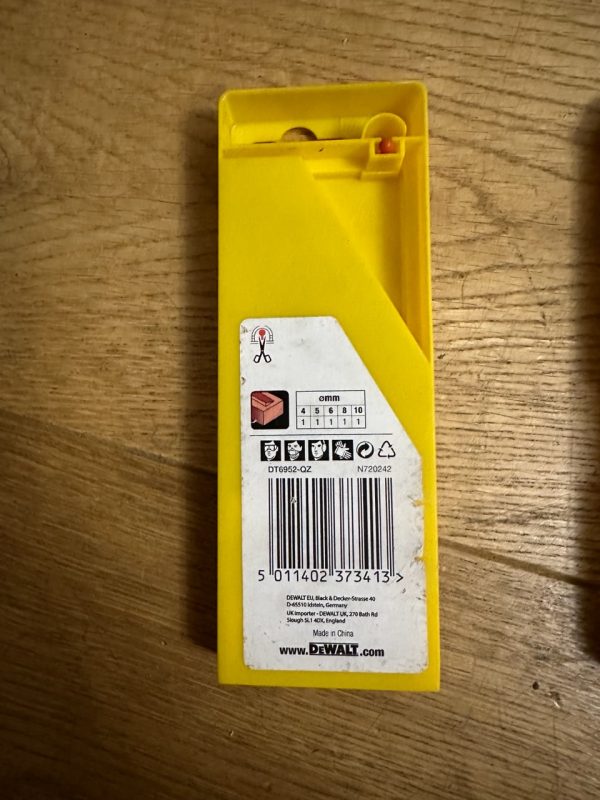 ømm
4 5 6 8 10
1 1 1 1 1
DT6952-QZ N720242
5 011402 373413 >
DEWALT EU, Black & Decker-Strasse 40
D-65510 Idstein, Germany
UK Importer - DEWALT UK, 270 Bath Rd
Slough SL1 4DX, England
Made in China
www.DEWALT.com